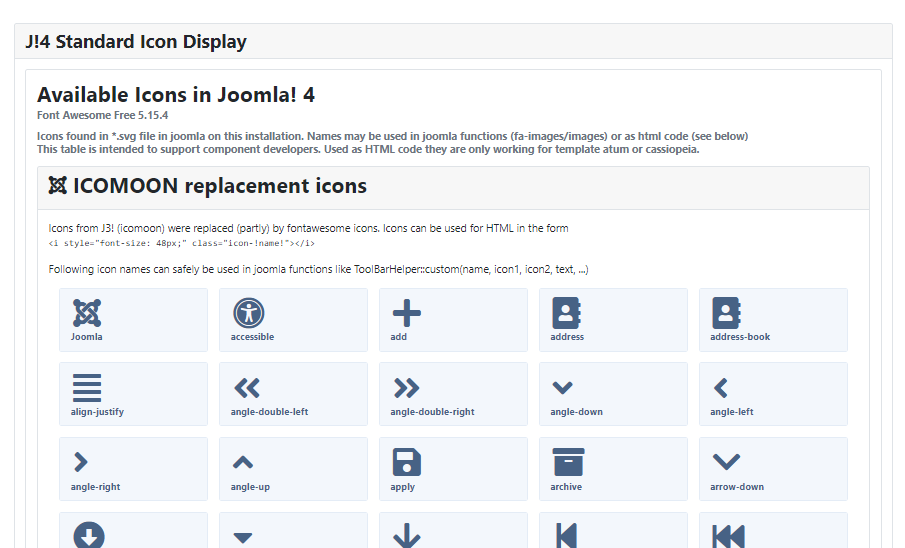 J!4 Standard Icon Display
Available Icons in Joomla! 4
Font Awesome Free 5.15.4
Icons found in *.svg file in joomla on this installation. Names may be used in joomla functions (fa-images/images) or as html code (see below)
This table is intended to support component developers. Used as HTML code they are only working for template atum or cassiopeia.
ICOMOON replacement icons
Icons from J3! (icomoon) were replaced (partly) by fontawesome icons. Icons can be used for HTML in the form
<i style="font-size: 48px;" class="icon-!name!"></i>
Following icon names can safely be used in joomla functions like ToolBarHelper::custom(name, icon1, icon2, text, ...)
Joomla accessible add address address-book
align-justify angle-double-left angle-double-right angle-down angle-left
angle-right angle-up apply archive arrow-down